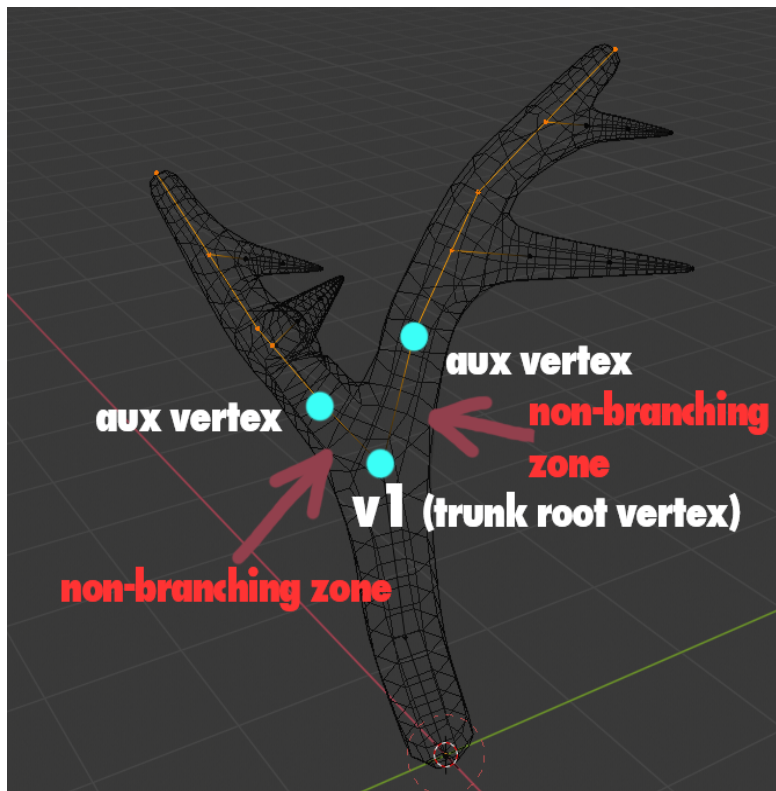 aux vertex
non-branching
aux vertex
zone
v1 (trunk root vertex)
non-branching zone